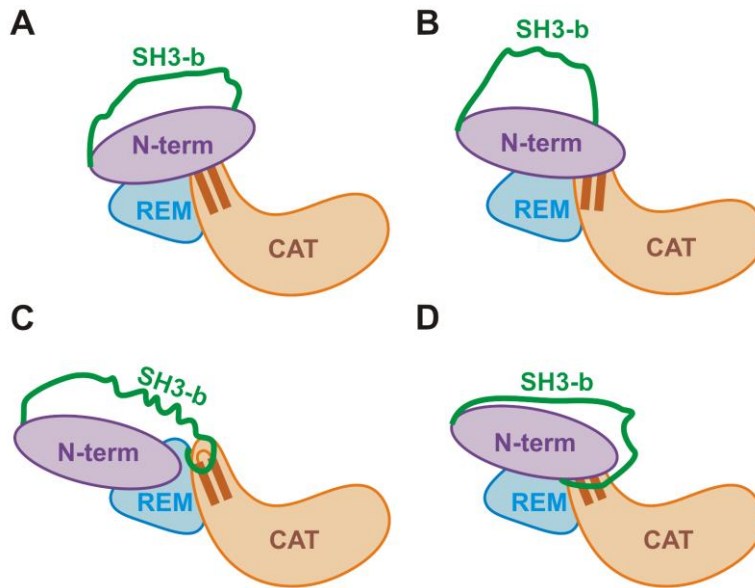 A
SH3-b
N-term
REM
CAT
B
SH3-b
N-term
REM
CAT
C
SH3-b
N-term
REM
CAT
D
SH3-b
N-term
REM
CAT